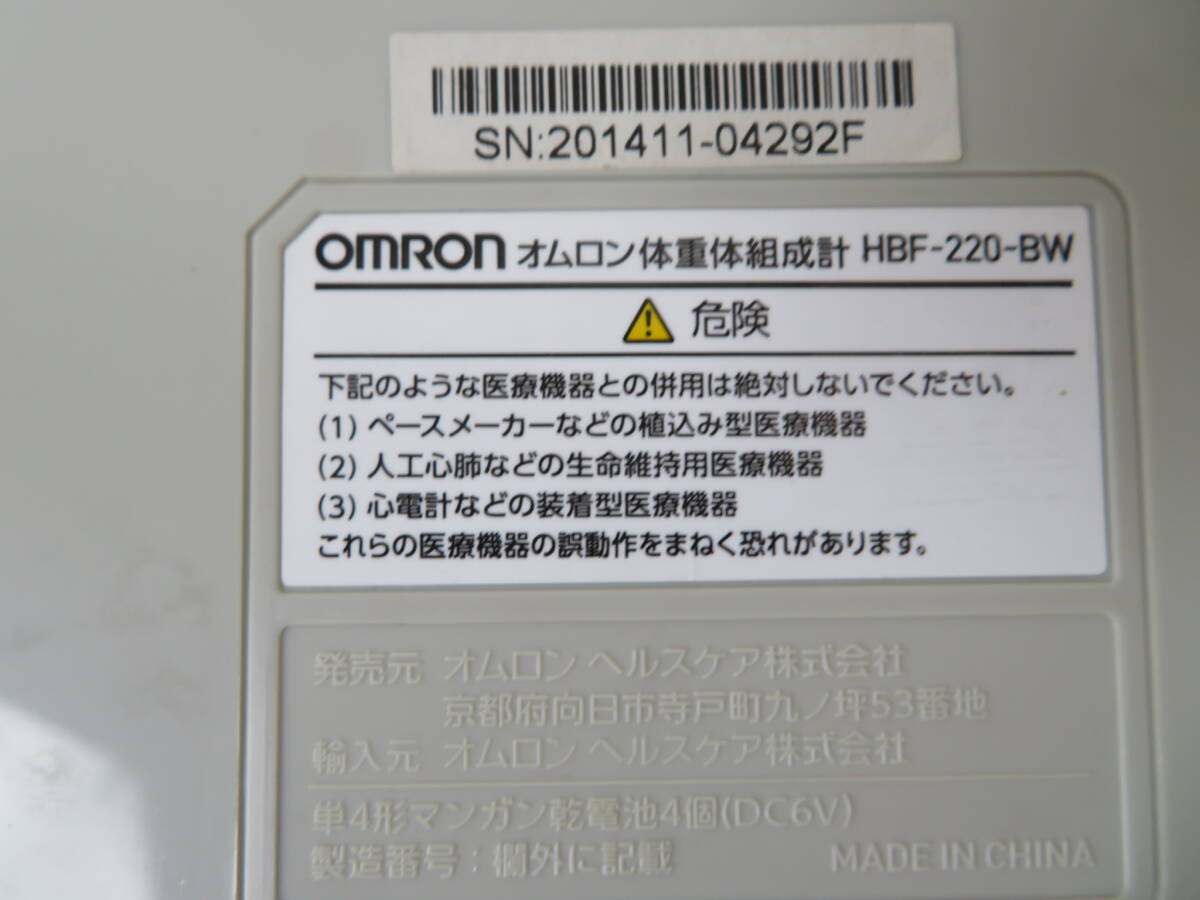 SN:201411-04292F
OMRON オムロン体重体組成計 HBF-220-BW
危険
下記のような医療機器との併用は絶対しないでください。
(1) ペースメーカーなどの植込み型医療機器
(2) 人工心肺などの生命維持用医療機器
(3) 心電計などの装着型医療機器
これらの医療機器の誤動作をまねく恐れがあります。
発売元 オムロン ヘルスケア株式会社
京都府向日市寺戸町九ノ坪53番地
輸入元 オムロン ヘルスケア株式会社
単4形マンガン乾電池4個(DC6V)
製造番号：欄外に記載 MADE IN CHINA